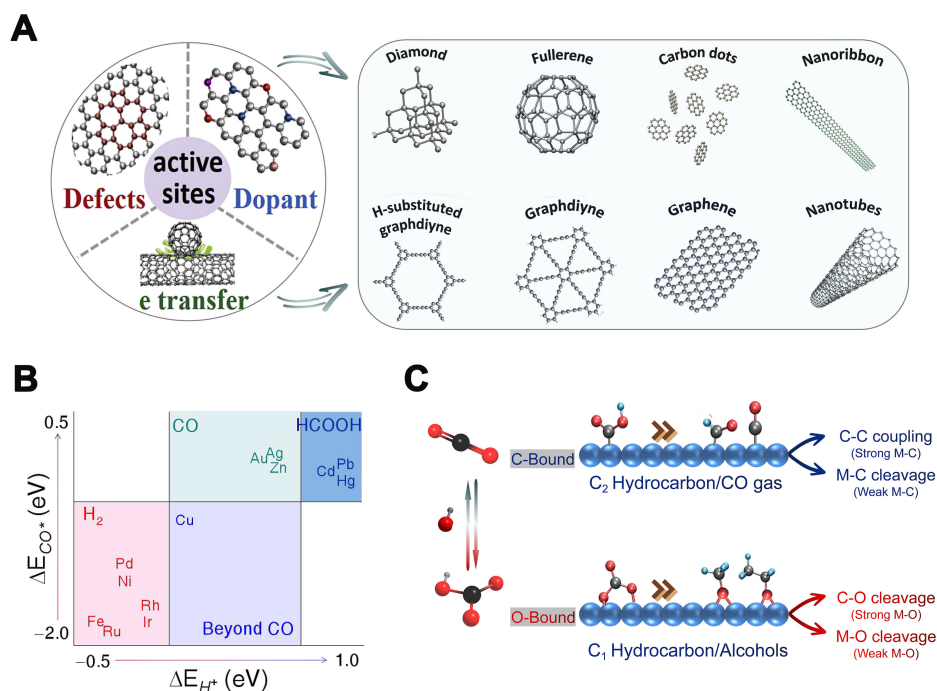 A
active
sites
Defects
Dopant
e transfer
Diamond
Fullerene
Carbon dots
Nanoribbon
H-substituted
graphdiyne
Graphdiyne
Graphene
Nanotubes
B
0.5
ΔE_CO* (eV)
−2.0
CO
HCOOH
Au
Ag
Zn
Cd
Pb
Hg
H₂
Cu
Pd
Ni
Rh
Fe
Ru
Ir
Beyond CO
−0.5
1.0
ΔE_H⁺ (eV)
C
C-Bound
C₂ Hydrocarbon/CO gas
C-C coupling
(Strong M-C)
M-C cleavage
(Weak M-C)
O-Bound
C₁ Hydrocarbon/Alcohols
C-O cleavage
(Strong M-O)
M-O cleavage
(Weak M-O)